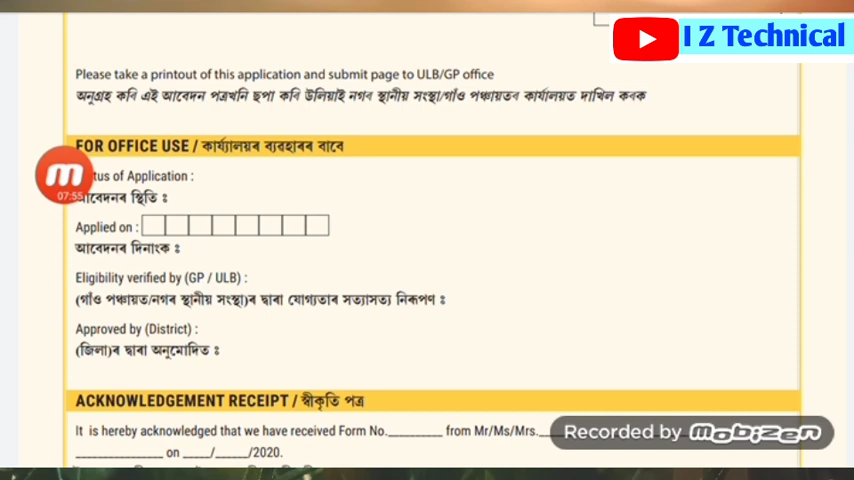 I Z Technical
Please take a printout of this application and submit page to ULB/GP office
অনুগ্ৰহ কৰি এই আবেদন পত্ৰখনি ছপা কৰি উলিয়াই নগৰ স্থানীয় সংস্থা/গাঁও পঞ্চায়তৰ কাৰ্যালয়ত দাখিল কৰক
FOR OFFICE USE / কাৰ্য্যালয়ৰ ব্যৱহাৰৰ বাবে
tus of Application :
আবেদনৰ স্থিতি ঃ
07:55
Applied on :
আবেদনৰ দিনাংক ঃ
Eligibility verified by (GP / ULB) :
(গাঁও পঞ্চায়ত/নগৰ স্থানীয় সংস্থা)ৰ দ্বাৰা যোগ্যতাৰ সত্যাসত্য নিৰূপণ ঃ
Approved by (District) :
(জিলা)ৰ দ্বাৰা অনুমোদিত ঃ
ACKNOWLEDGEMENT RECEIPT / স্বীকৃতি পত্ৰ
It is hereby acknowledged that we have received Form No.__________ from Mr/Ms/Mrs.__
________________ on _____/______/2020.
Recorded by mobizen